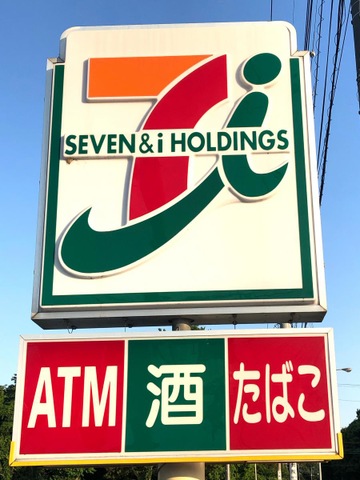 SEVEN & i HOLDINGS
ATM 酒 たばこ